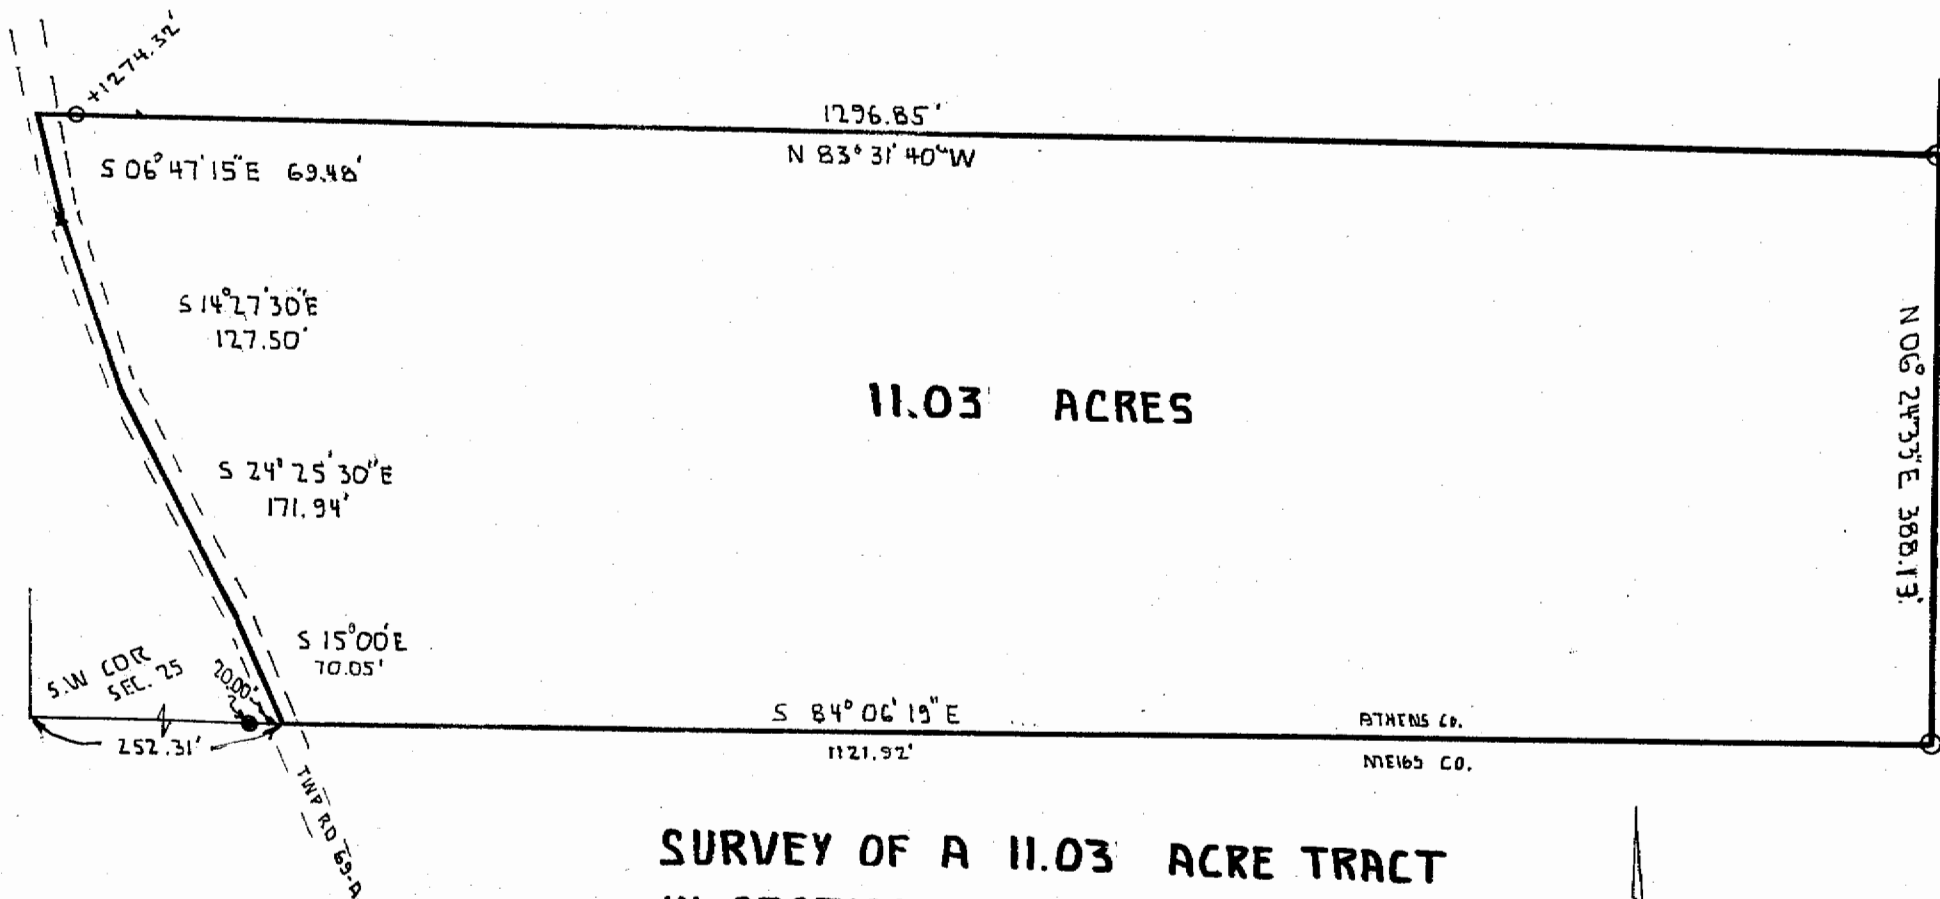 +1274.32'
1296.85'
N 83° 31' 40" W
S 06° 47' 15" E 69.48'
S 14° 27' 30" E
127.50'
N 06° 24' 33" E 388.13'
11.03 ACRES
S 24° 25' 30" E
171.94'
S 15° 00' E
70.05'
S.W COR
SEC. 25
20.00'
252.31'
S 84° 06' 19" E
1121.92'
ATHENS CO.
MEIGS CO.
TWP RD 69-A
SURVEY OF A 11.03 ACRE TRACT